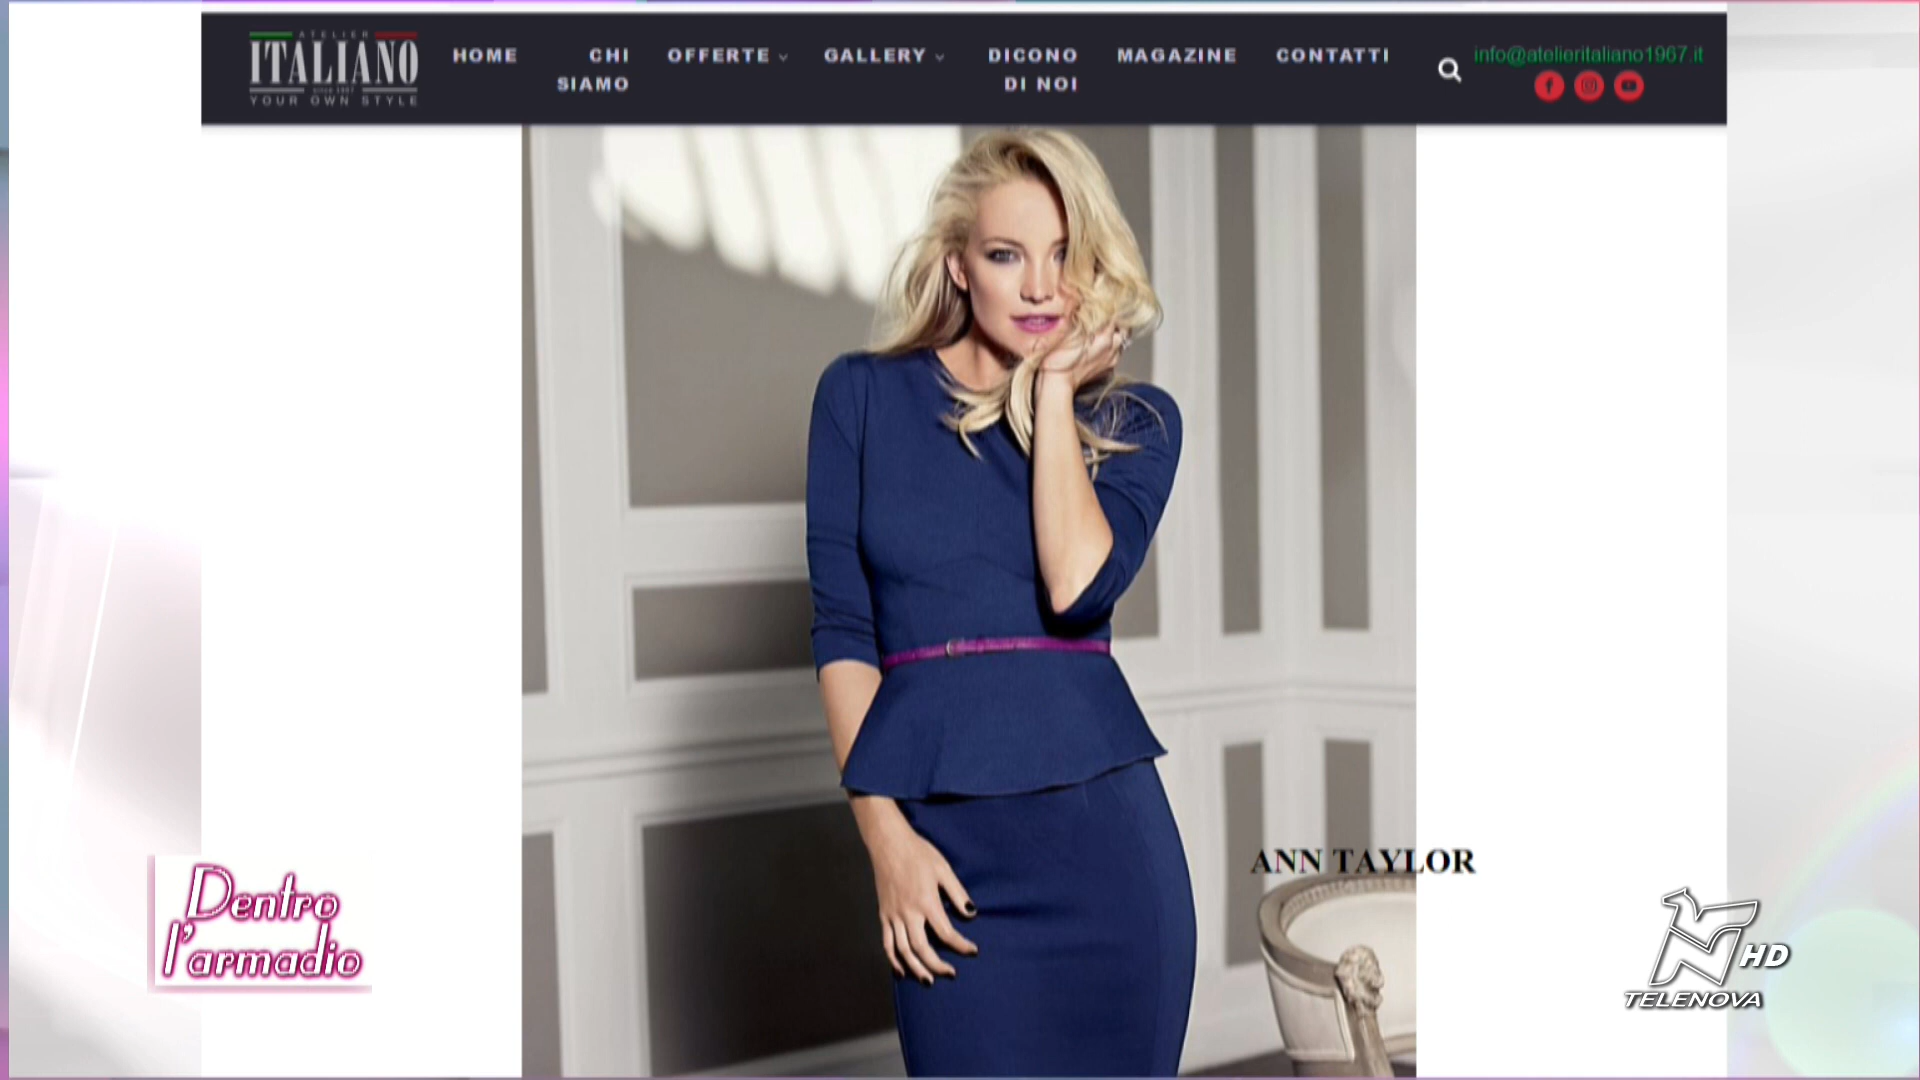 ATELIER
ITALIANO
since 1967
YOUR OWN STYLE
HOME
CHI
SIAMO
OFFERTE
GALLERY
DICONO
DI NOI
MAGAZINE
CONTATTI
info@atelieritaliano1967.it
ANN TAYLOR
Dentro
l'armadio
HD
TELENOVA